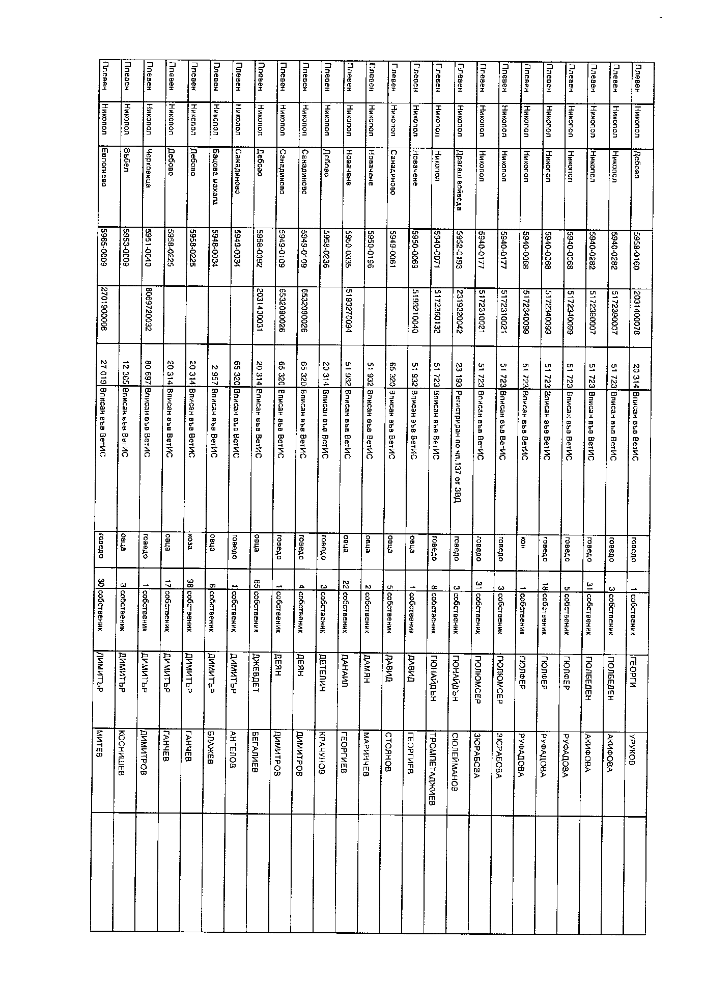 Плевен Никопол Дебово 5958-0160 2031400078 20 314 Вписан във ВетИС говедо 1 собственик ГЕОРГИ УРУКОВ
Плевен Никопол Никопол 5940-0282 5172390007 51 723 Вписан във ВетИС говедо 3 собственик ГЮЛБЕДЕН АКИФОВА
Плевен Никопол Никопол 5940-0282 5172390007 51 723 Вписан във ВетИС говедо 31 собственик ГЮЛБЕДЕН АКИФОВА
Плевен Никопол Никопол 5940-0068 5172340099 51 723 Вписан във ВетИС говедо 5 собственик ГЮЛФЕР РУФАДОВА
Плевен Никопол Никопол 5940-0068 5172340099 51 723 Вписан във ВетИС говедо 18 собственик ГЮЛФЕР РУФАДОВА
Плевен Никопол Никопол 5940-0068 5172340099 51 723 Вписан във ВетИС кон 1 собственик ГЮЛФЕР РУФАДОВА
Плевен Никопол Никопол 5940-0177 5172310021 51 723 Вписан във ВетИС говедо 3 собственик ГЮЛЮМСЕР ЗЮРАБОВА
Плевен Никопол Никопол 5940-0177 5172310021 51 723 Вписан във ВетИС говедо 31 собственик ГЮЛЮМСЕР ЗЮРАБОВА
Плевен Никопол Драгаш войвода 5952-0193 2319320042 23 193 Регистриран по чл.137 от ЗВД говедо 3 собственик ГЮНАЙДЪН СЮЛЕЙМАНОВ
Плевен Никопол Никопол 5940-0071 5172360132 51 723 Вписан във ВетИС говедо 8 собственик ГЮНАЙДЪН ТРОМПЕТАДЖИЕВ
Плевен Никопол Новачене 5950-0069 5193210040 51 932 Вписан във ВетИС овца 1 собственик ДАВИД ГЕОРГИЕВ
Плевен Никопол Санадиново 5949-0061 65 320 Вписан във ВетИС овца 5 собственик ДАВИД СТОЯНОВ
Плевен Никопол Новачене 5950-0196 51 932 Вписан във ВетИС овца 2 собственик ДАМЯН МАРИНЧЕВ
Плевен Никопол Новачене 5950-0335 5193270094 51 932 Вписан във ВетИС овца 22 собственик ДАНАИЛ ГЕОРГИЕВ
Плевен Никопол Дебово 5958-0236 20 314 Вписан във ВетИС говедо 3 собственик ДЕТЕЛИН КРАЧУНОВ
Плевен Никопол Санадиново 5949-0109 6532090026 65 320 Вписан във ВетИС говедо 4 собственик ДЕЯН ДИМИТРОВ
Плевен Никопол Санадиново 5949-0109 6532090026 65 320 Вписан във ВетИС говедо 1 собственик ДЕЯН ДИМИТРОВ
Плевен Никопол Дебово 5958-0092 2031400031 20 314 Вписан във ВетИС овца 85 собственик ДЖЕВДЕТ БЕГАЛИЕВ
Плевен Никопол Санадиново 5949-0034 65 320 Вписан във ВетИС говедо 1 собственик ДИМИТЪР АНГЕЛОВ
Плевен Никопол Бацова махала 5948-0034 2 957 Вписан във ВетИС овца 6 собственик ДИМИТЪР БЛАЖЕВ
Плевен Никопол Дебово 5958-0225 20 314 Вписан във ВетИС коза 98 собственик ДИМИТЪР ГАНЧЕВ
Плевен Никопол Дебово 5958-0225 20 314 Вписан във ВетИС овца 17 собственик ДИМИТЪР ГАНЧЕВ
Плевен Никопол Черковица 5951-0040 8069720032 80 697 Вписан във ВетИС говедо 1 собственик ДИМИТЪР ДИМИТРОВ
Плевен Никопол Въбел 5953-0009 12 365 Вписан във ВетИС овца 3 собственик ДИМИТЪР КОСНИШЕВ
Плевен Никопол Евлогиево 5965-0009 2701900008 27 019 Вписан във ВетИС говедо 30 собственик ДИМИТЪР МИТЕВ